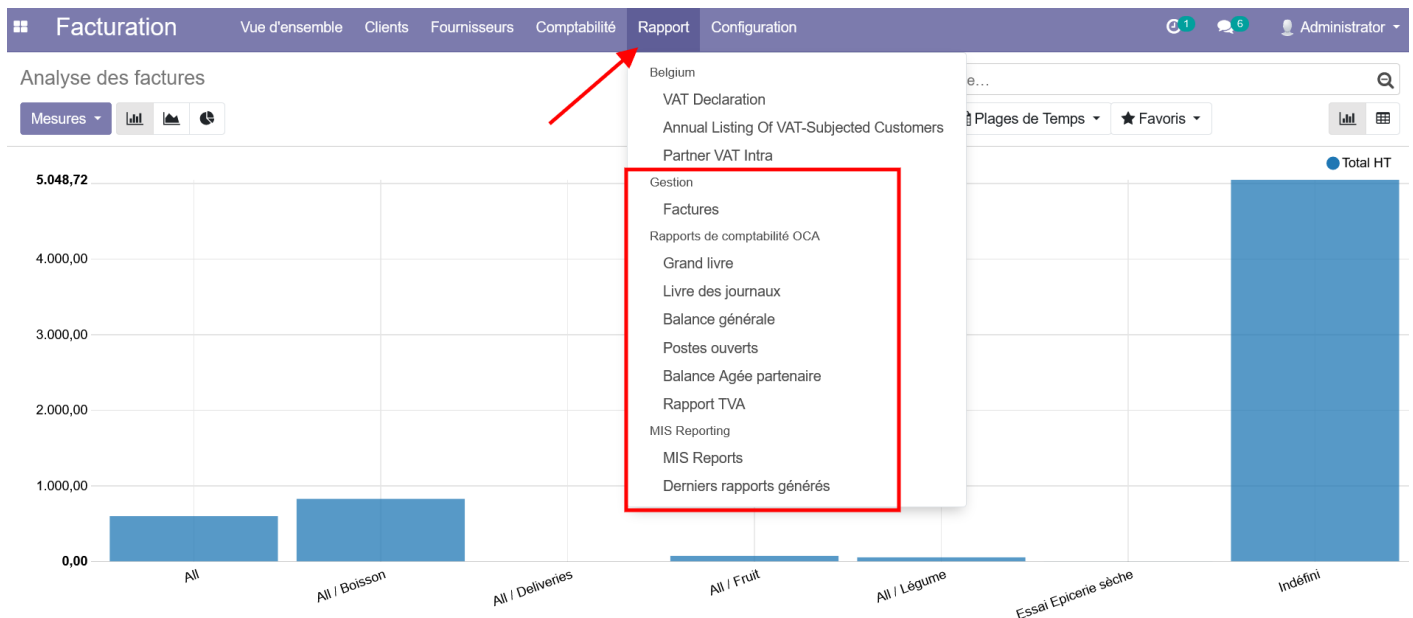 Facturation Vue d'ensemble Clients Fournisseurs Comptabilité Rapport Configuration 1 6 Administrator
Analyse des factures
e...
Mesures
Plages de Temps Favoris
Belgium
VAT Declaration
Annual Listing Of VAT-Subjected Customers
Partner VAT Intra
Gestion
Factures
Rapports de comptabilité OCA
Grand livre
Livre des journaux
Balance générale
Postes ouverts
Balance Agée partenaire
Rapport TVA
MIS Reporting
MIS Reports
Derniers rapports générés
Total HT
5.048,72
4.000,00
3.000,00
2.000,00
1.000,00
0,00
All
All / Boisson
All / Deliveries
All / Fruit
All / Légume
Essai Epicerie sèche
Indéfini